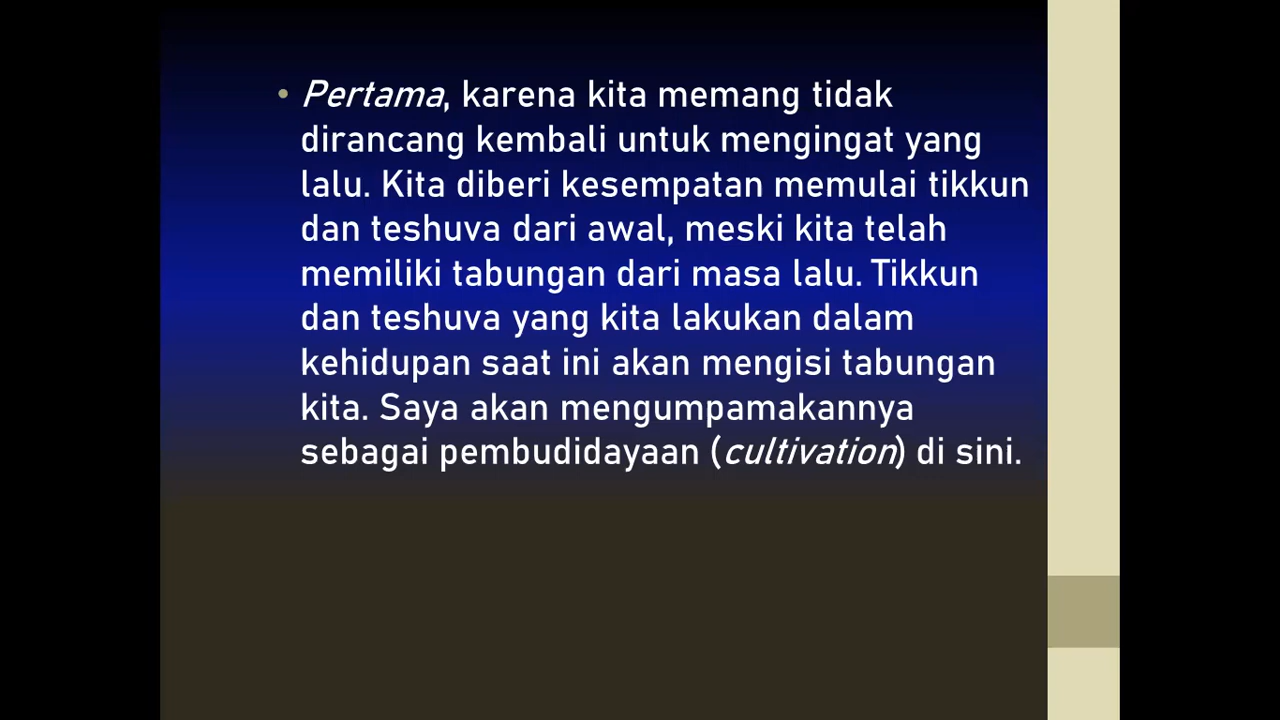 • Pertama, karena kita memang tidak
dirancang kembali untuk mengingat yang
lalu. Kita diberi kesempatan memulai tikkun
dan teshuva dari awal, meski kita telah
memiliki tabungan dari masa lalu. Tikkun
dan teshuva yang kita lakukan dalam
kehidupan saat ini akan mengisi tabungan
kita. Saya akan mengumpamakannya
sebagai pembudidayaan (cultivation) di sini.